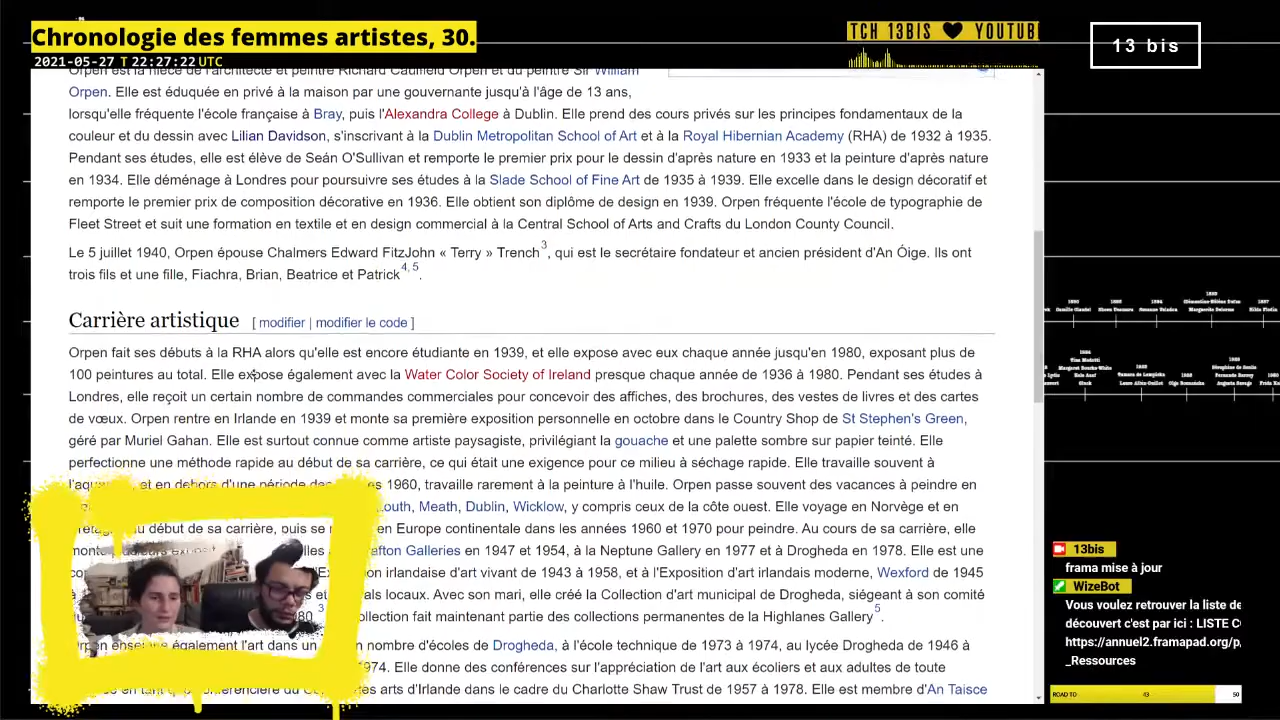 Chronologie des femmes artistes, 30.
2021-05-27 T 22:27:22 UTC
TCH 13BIS YOUTUB
13 bis
Orpen est la nièce de l'architecte et peintre Richard Caulfield Orpen et du peintre Sir William
Orpen. Elle est éduquée en privé à la maison par une gouvernante jusqu'à l'âge de 13 ans,
lorsqu'elle fréquente l'école française à Bray, puis l'Alexandra College à Dublin. Elle prend des cours privés sur les principes fondamentaux de la
couleur et du dessin avec Lilian Davidson, s'inscrivant à la Dublin Metropolitan School of Art et à la Royal Hibernian Academy (RHA) de 1932 à 1935.
Pendant ses études, elle est élève de Seán O'Sullivan et remporte le premier prix pour le dessin d'après nature en 1933 et la peinture d'après nature
en 1934. Elle déménage à Londres pour poursuivre ses études à la Slade School of Fine Art de 1935 à 1939. Elle excelle dans le design décoratif et
remporte le premier prix de composition décorative en 1936. Elle obtient son diplôme de design en 1939. Orpen fréquente l'école de typographie de
Fleet Street et suit une formation en textile et en design commercial à la Central School of Arts and Crafts du London County Council.
Le 5 juillet 1940, Orpen épouse Chalmers Edward FitzJohn « Terry » Trench3, qui est le secrétaire fondateur et ancien président d'An Óige. Ils ont
trois fils et une fille, Fiachra, Brian, Beatrice et Patrick4, 5.
Carrière artistique [ modifier | modifier le code ]
Orpen fait ses débuts à la RHA alors qu'elle est encore étudiante en 1939, et elle expose avec eux chaque année jusqu'en 1980, exposant plus de
100 peintures au total. Elle expose également avec la Water Color Society of Ireland presque chaque année de 1936 à 1980. Pendant ses études à
Londres, elle reçoit un certain nombre de commandes commerciales pour concevoir des affiches, des brochures, des vestes de livres et des cartes
de vœux. Orpen rentre en Irlande en 1939 et monte sa première exposition personnelle en octobre dans le Country Shop de St Stephen's Green,
géré par Muriel Gahan. Elle est surtout connue comme artiste paysagiste, privilégiant la gouache et une palette sombre sur papier teinté. Elle
perfectionne une méthode rapide au début de sa carrière, ce qui était une exigence pour ce milieu à séchage rapide. Elle travaille souvent à
et en dehors d'une période 1960, travaille rarement à la peinture à l'huile. Orpen passe souvent des vacances à peindre en
outh, Meath, Dublin, Wicklow, y compris ceux de la côte ouest. Elle voyage en Norvège et en
au début de sa carrière, puis se en Europe continentale dans les années 1960 et 1970 pour peindre. Au cours de sa carrière, elle
afton Galleries en 1947 et 1954, à la Neptune Gallery en 1977 et à Drogheda en 1978. Elle est une
ion irlandaise d'art vivant de 1943 à 1958, et à l'Exposition d'art irlandais moderne, Wexford de 1945
et als locaux. Avec son mari, elle créé la Collection d'art municipal de Drogheda, siégeant à son comité
980. 3 collection fait maintenant partie des collections permanentes de la Highlanes Gallery5.
également l'art dans un nombre d'écoles de Drogheda, à l'école technique de 1973 à 1974, au lycée Drogheda de 1946 à
1974. Elle donne des conférences sur l'appréciation de l'art aux écoliers et aux adultes de toute
arts d'Irlande dans le cadre du Charlotte Shaw Trust de 1957 à 1978. Elle est membre d'An Taisce
13bis
frama mise à jour
WizeBot
Vous voulez retrouver la liste de
découvert c'est par ici : LISTE C
https://annuel2.framapad.org/p
_Ressources
ROAD TO 43 50